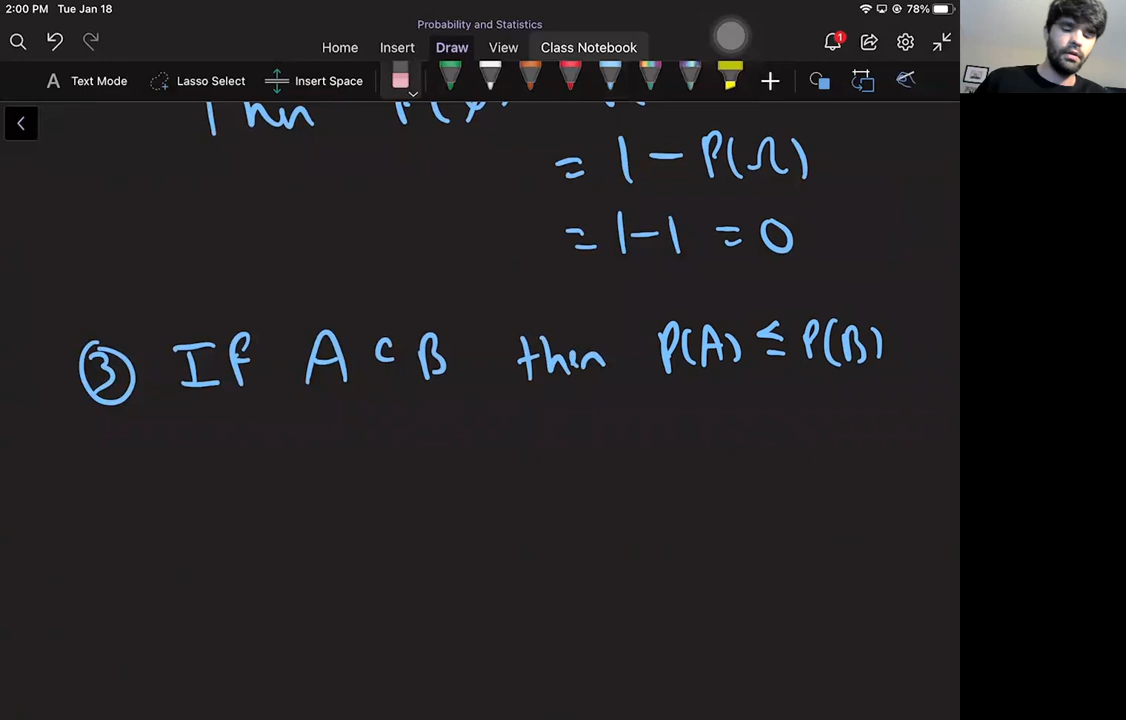 2:00 PM Tue Jan 18
78%
Probability and Statistics
Home Insert Draw View Class Notebook
1
Text Mode Lasso Select Insert Space
Then P(∅)
= 1 - P(Ω)
= 1-1 = 0
③ If A ⊂ B then P(A) ≤ P(B)